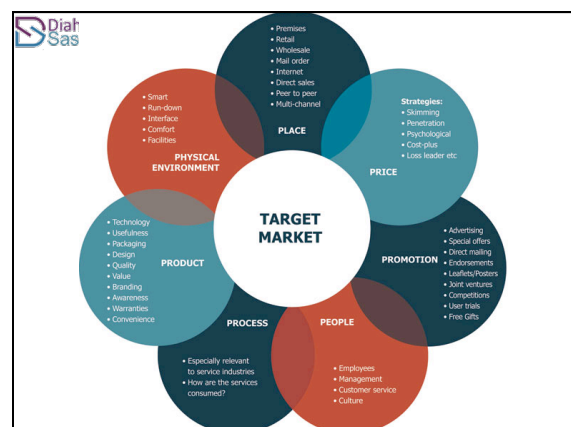 Diah
Sas
• Premises
• Retail
• Wholesale
• Mail order
• Internet
• Direct sales
• Peer to peer
• Multi-channel
PLACE
Strategies:
• Skimming
• Penetration
• Psychological
• Cost-plus
• Loss leader etc
PRICE
• Advertising
• Special offers
• Direct mailing
• Endorsements
• Leaflets/Posters
• Joint ventures
• Competitions
• User trials
• Free Gifts
PROMOTION
PEOPLE
• Employees
• Management
• Customer service
• Culture
PROCESS
• Especially relevant
to service industries
• How are the services
consumed?
• Technology
• Usefulness
• Packaging
• Design
• Quality
• Value
• Branding
• Awareness
• Warranties
• Convenience
PRODUCT
• Smart
• Run-down
• Interface
• Comfort
• Facilities
PHYSICAL
ENVIRONMENT
TARGET
MARKET